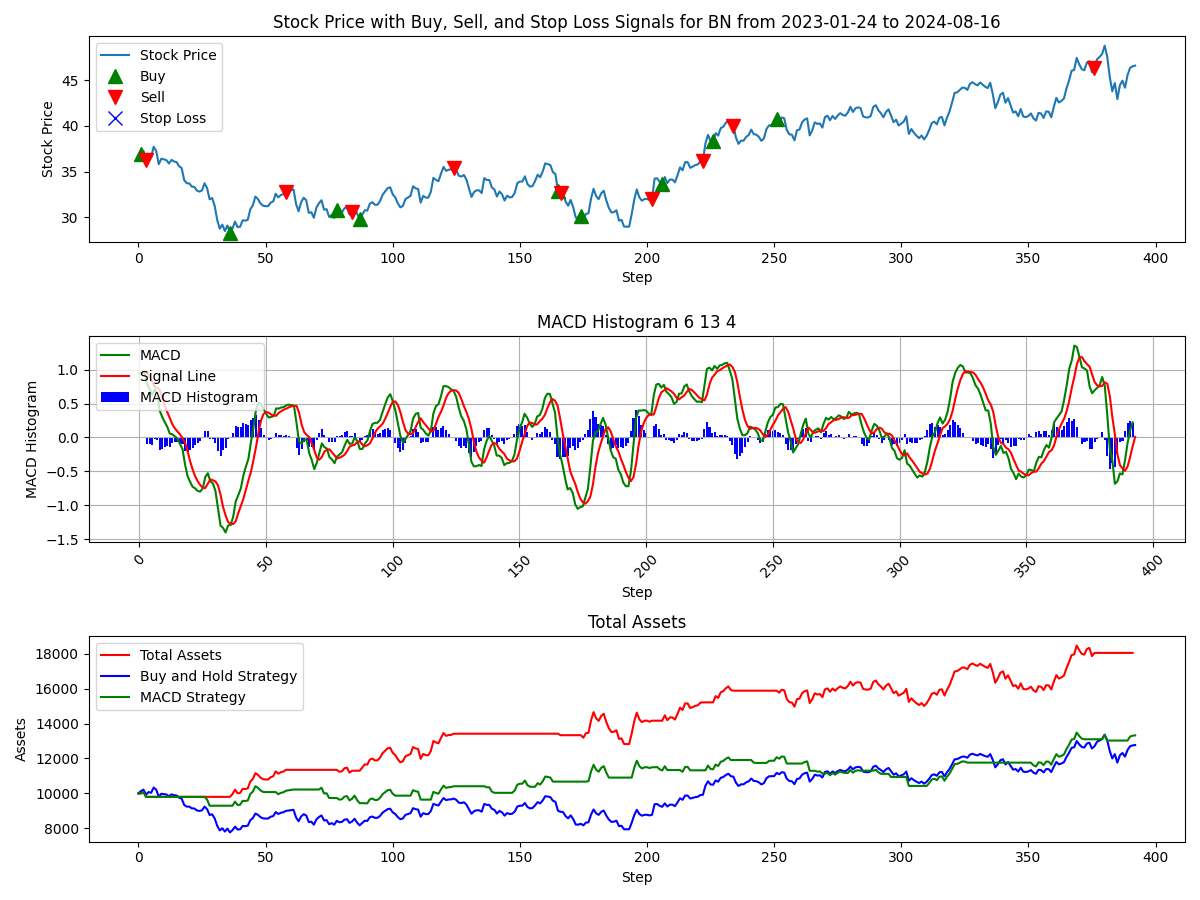 Stock Price with Buy, Sell, and Stop Loss Signals for BN from 2023-01-24 to 2024-08-16
Stock Price
Buy
Sell
Stop Loss
Stock Price
45
40
35
30
0 50 100 150 200 250 300 350 400
Step
MACD Histogram 6 13 4
MACD
Signal Line
MACD Histogram
MACD Histogram
1.0
0.5
0.0
−0.5
−1.0
−1.5
0 50 100 150 200 250 300 350 400
Step
Total Assets
Total Assets
Buy and Hold Strategy
MACD Strategy
Assets
18000
16000
14000
12000
10000
8000
0 50 100 150 200 250 300 350 400
Step